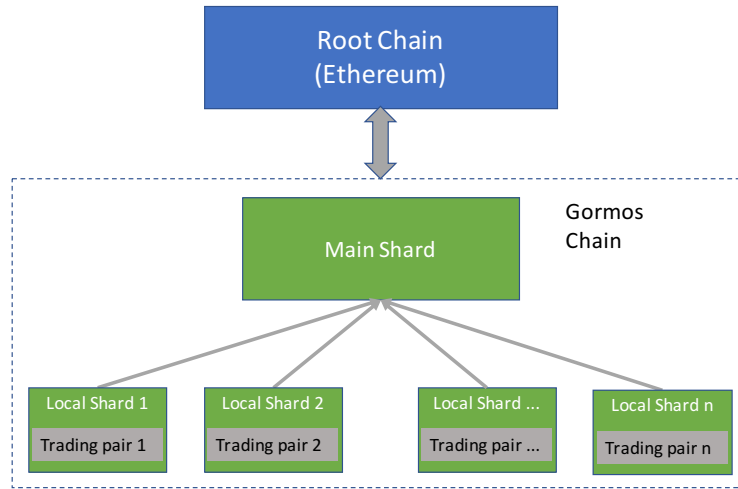 Root Chain
(Ethereum)
Gormos
Chain
Main Shard
Local Shard 1
Trading pair 1
Local Shard 2
Trading pair 2
Local Shard ...
Trading pair ...
Local Shard n
Trading pair n